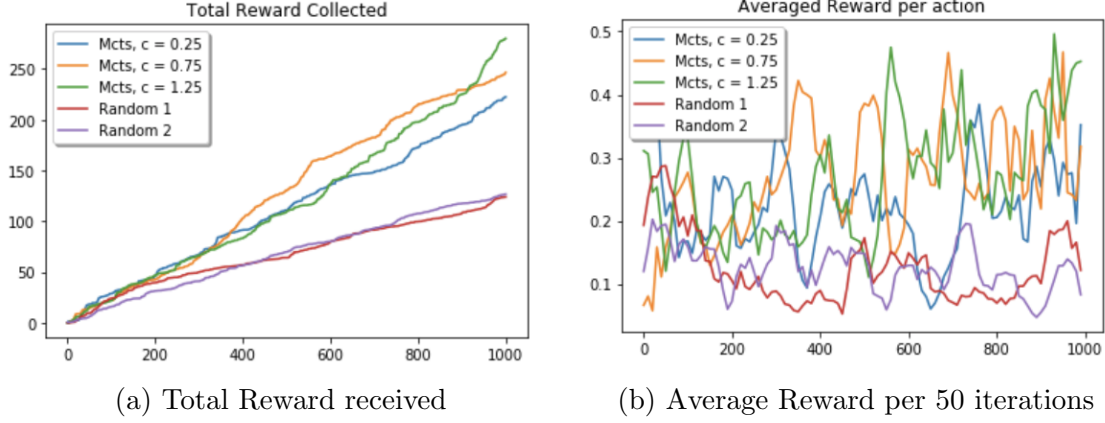 Total Reward Collected
Mcts, c = 0.25
Mcts, c = 0.75
Mcts, c = 1.25
Random 1
Random 2
250
200
150
100
50
0
0 200 400 600 800 1000
(a) Total Reward received
Averaged Reward per action
Mcts, c = 0.25
Mcts, c = 0.75
Mcts, c = 1.25
Random 1
Random 2
0.5
0.4
0.3
0.2
0.1
0 200 400 600 800 1000
(b) Average Reward per 50 iterations